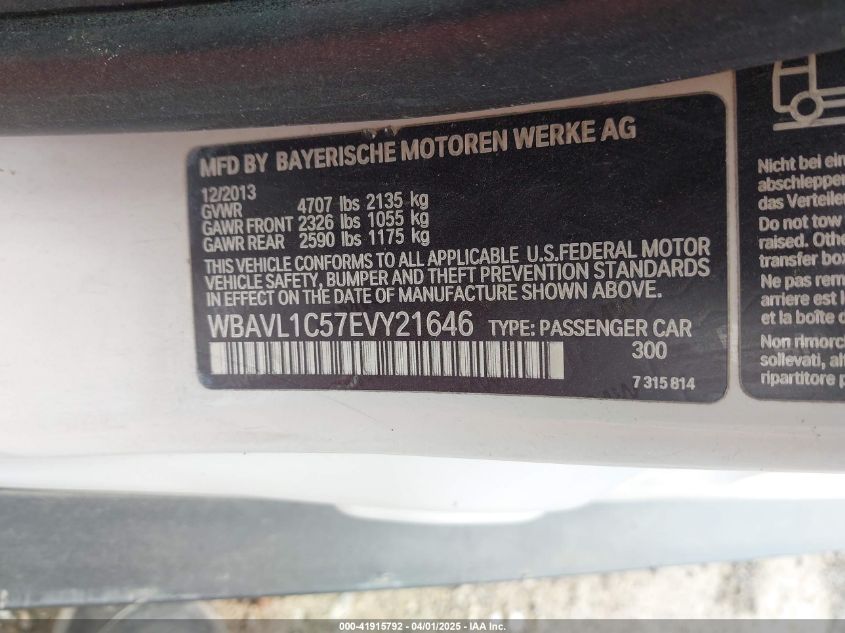 MFD BY BAYERISCHE MOTOREN WERKE AG
12/2013
GVWR 4707 lbs 2135 kg
GAWR FRONT 2326 lbs 1055 kg
GAWR REAR 2590 lbs 1175 kg
THIS VEHICLE CONFORMS TO ALL APPLICABLE U.S.FEDERAL MOTOR
VEHICLE SAFETY, BUMPER AND THEFT PREVENTION STANDARDS
IN EFFECT ON THE DATE OF MANUFACTURE SHOWN ABOVE.
WBAVL1C57EVY21646 TYPE: PASSENGER CAR
300
7 315 814
Nicht bei ein
abschleppen
das Verteile
Do not tow
raised. Othe
transfer box
Ne pas rem
arriere est l
et la boîte d
Non rimorch
sollevati, alt
ripartitore p
000-41915792 - 04/01/2025 - IAA Inc.